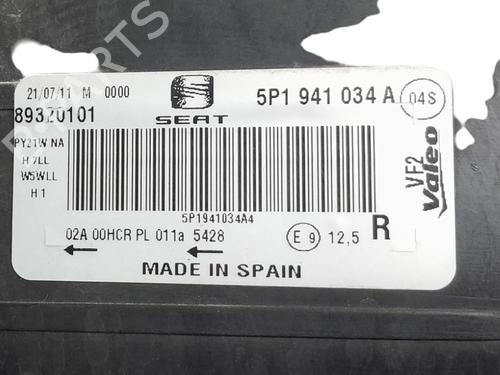 21/07/11 M 0000
89320101
SEAT
5P1 941 034 A
04S
PY21W NA
H 7LL
W5WLL
H 1
5P1941034A4
VF2
Valeo
02A 00HCR PL 011a 5428
E 9 12,5 R
MADE IN SPAIN